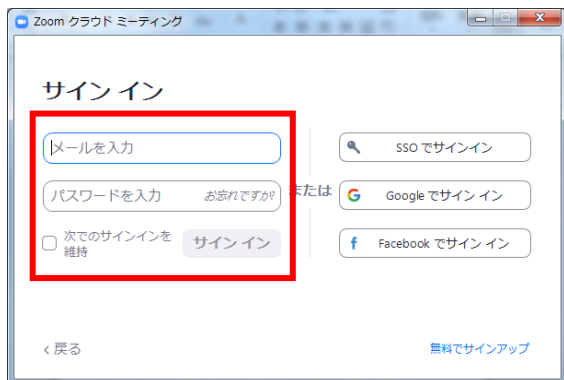 Zoom クラウド ミーティング
サイン イン
メールを入力
パスワードを入力 お忘れですか?
次でのサインインを
維持
サイン イン
または
SSO でサインイン
Google でサイン イン
Facebook でサイン イン
< 戻る
無料でサインアップ